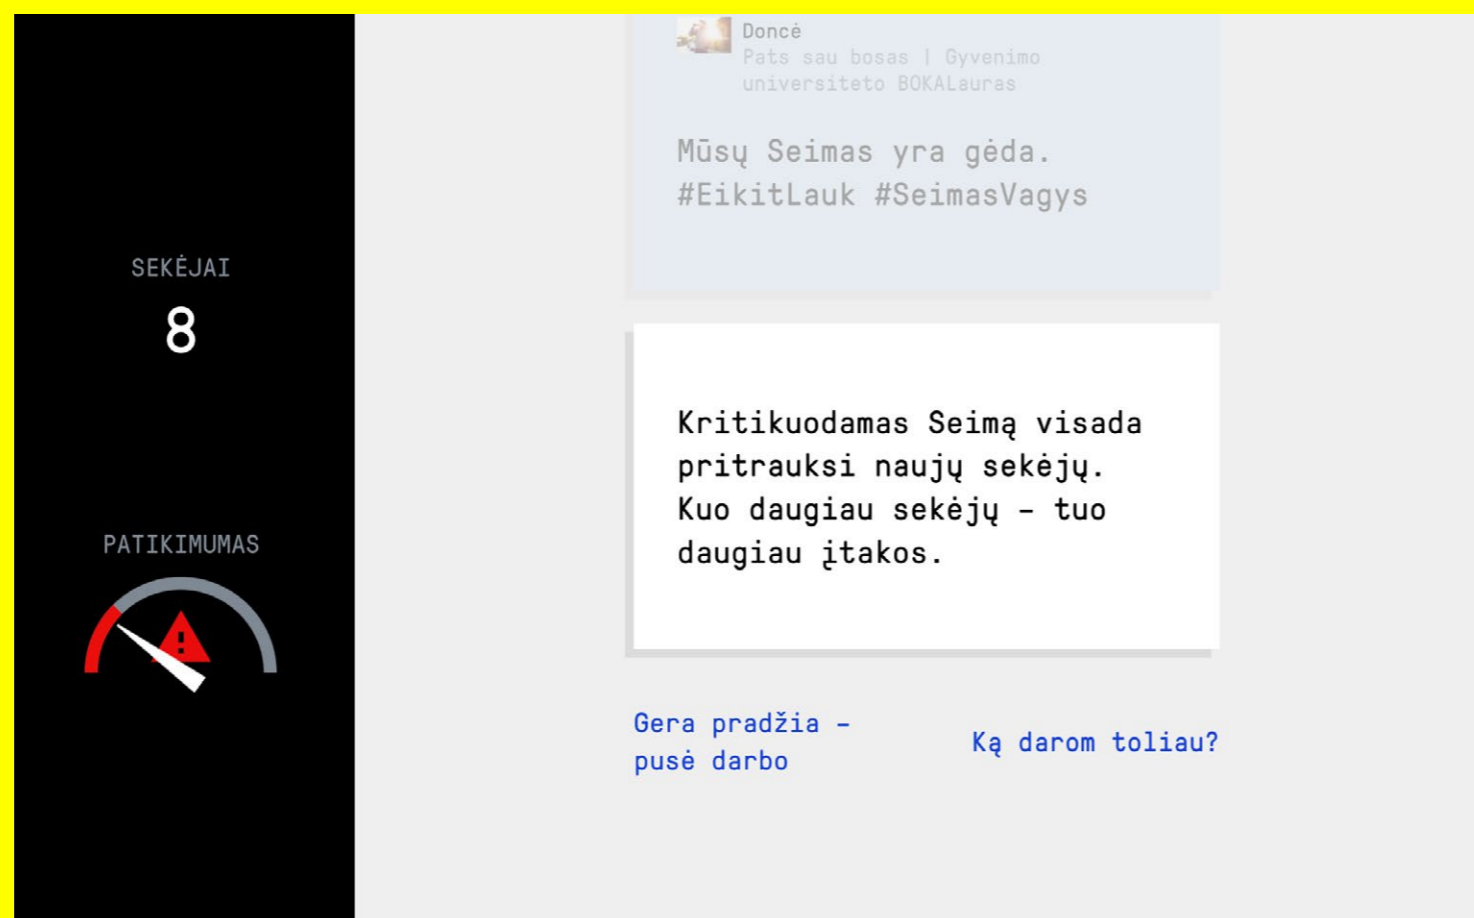 Doncė
Pats sau bosas | Gyvenimo
universiteto BOKALauras
Mūsų Seimas yra gėda.
#EikitLauk #SeimasVagys
SEKĖJAI
8
Kritikuodamas Seimą visada
pritrauksi naujų sekėjų.
Kuo daugiau sekėjų – tuo
daugiau įtakos.
PATIKIMUMAS
Gera pradžia –
pusė darbo
Ką darom toliau?